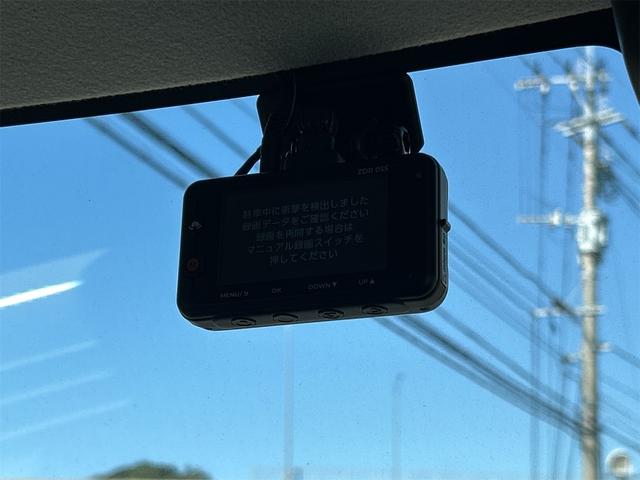 ZDR 015
駐車中に衝撃を検出しました
録画データをご確認ください
録画を再開する場合は
マニュアル録画スイッチを
押してください
MENU/⮌ OK DOWN▼ UP▲